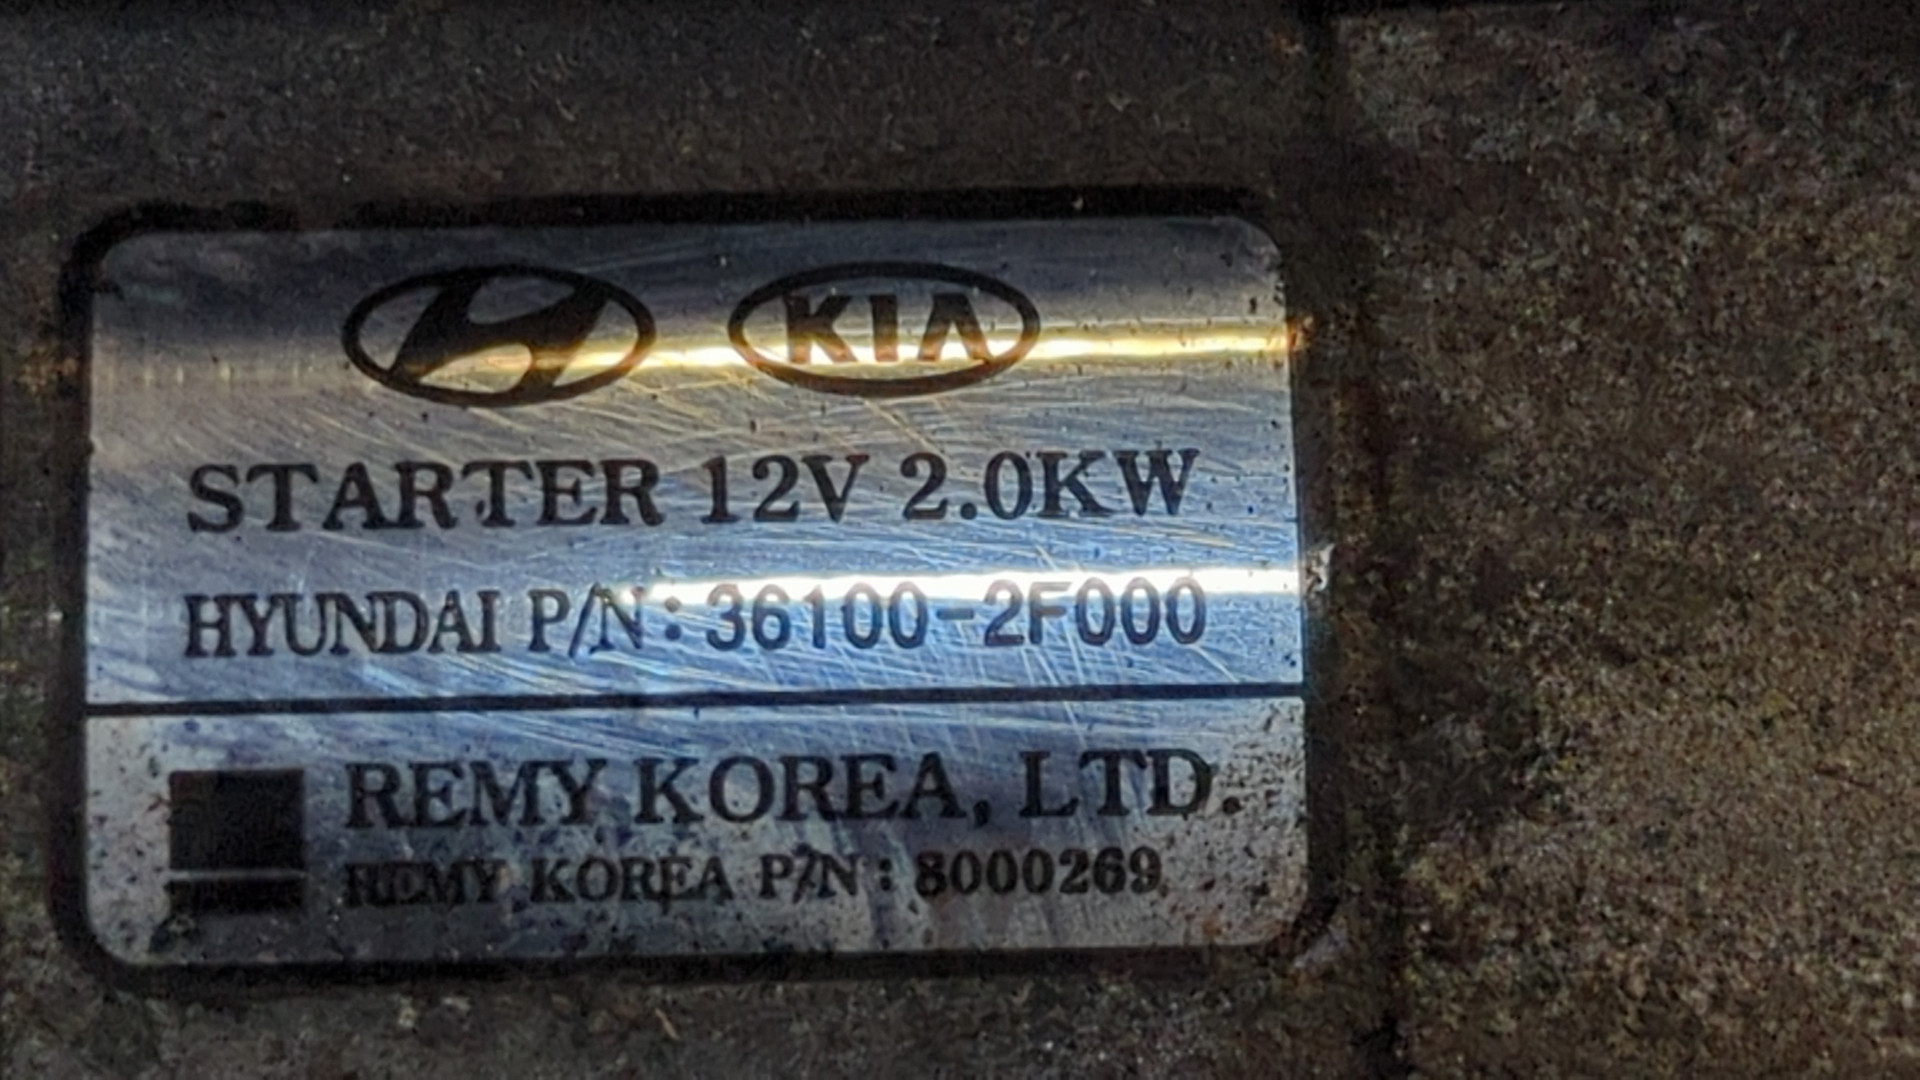 KIA
STARTER 12V 2.0KW
HYUNDAI P/N: 36100-2F000
REMY KOREA, LTD.
REMY KOREA P/N: 8000269